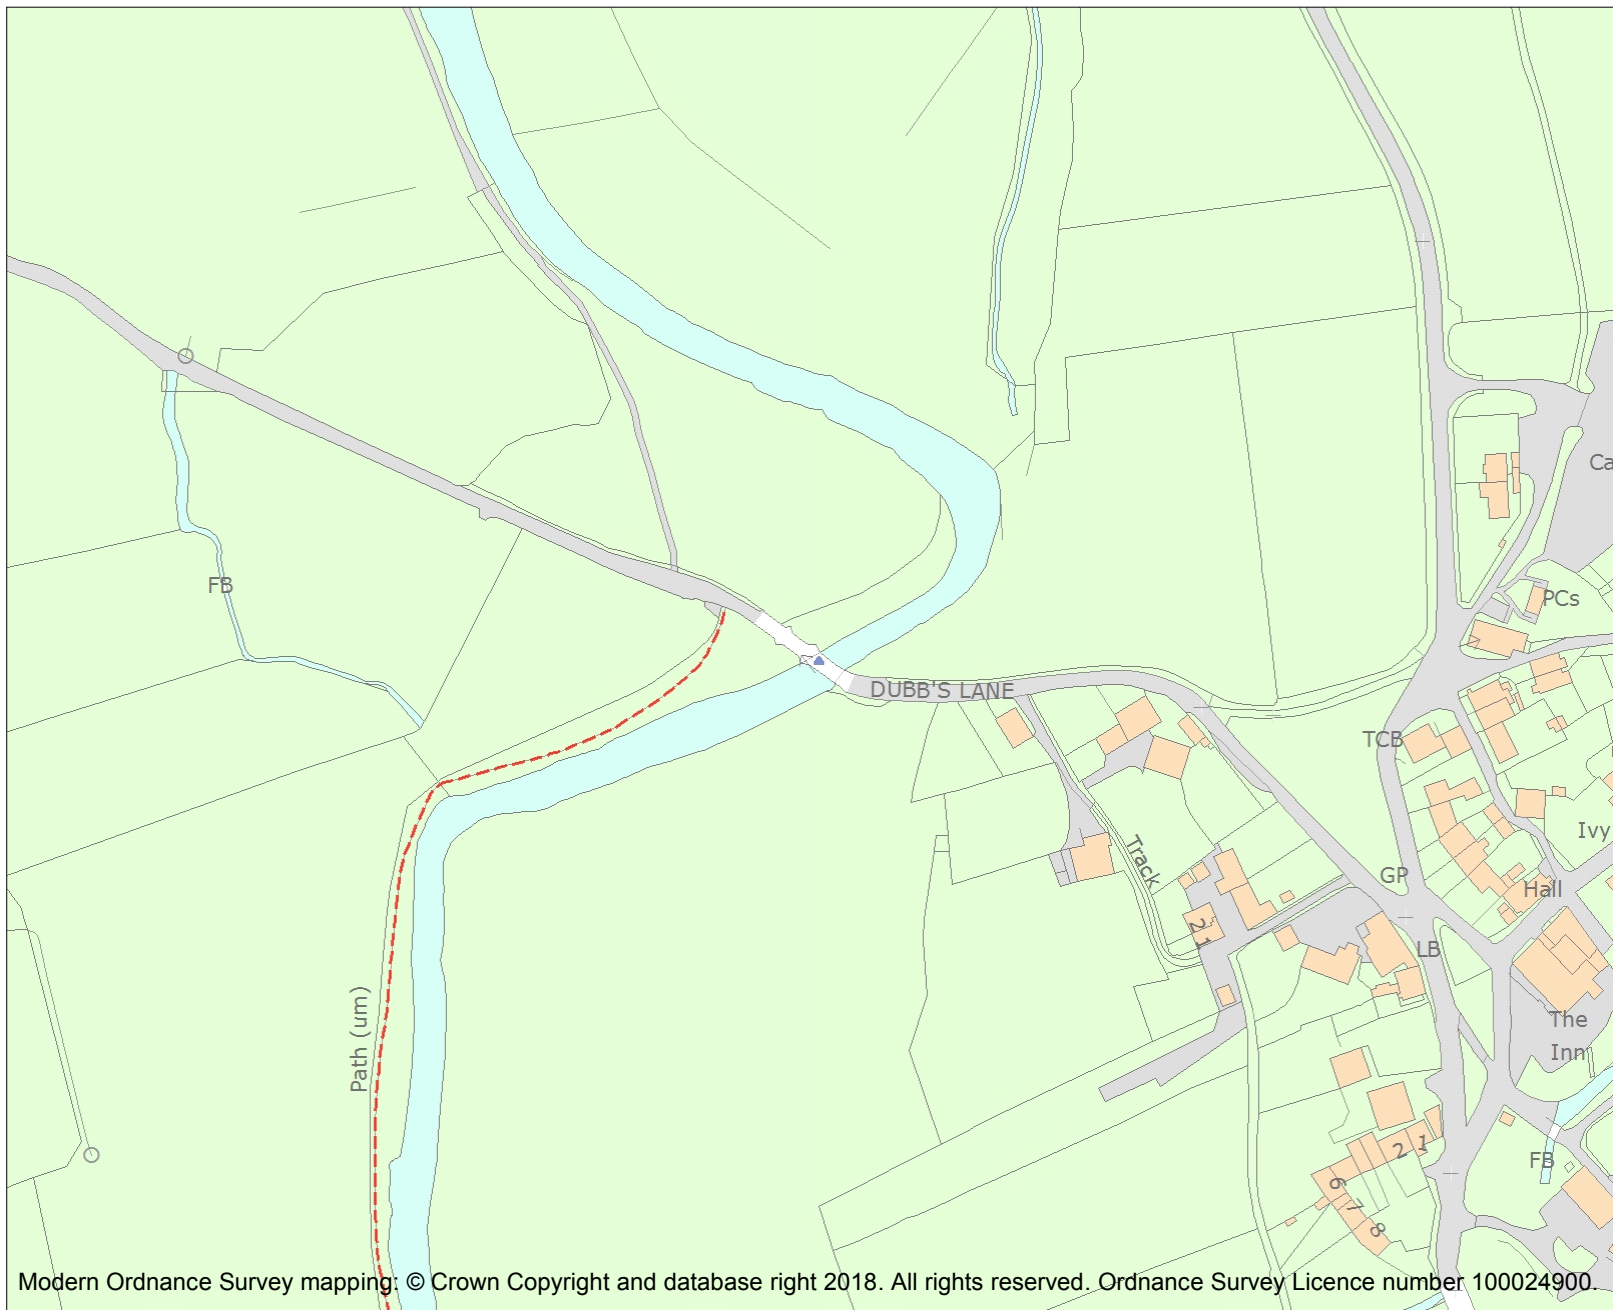 Ca
FB
PCs
DUBB'S LANE
TCB
Ivy
Track
GP
Hall
2
1
LB
Path (um)
The
Inn
2 1
FB
6
7
8
Modern Ordnance Survey mapping: © Crown Copyright and database right 2018. All rights reserved. Ordnance Survey Licence number 100024900.